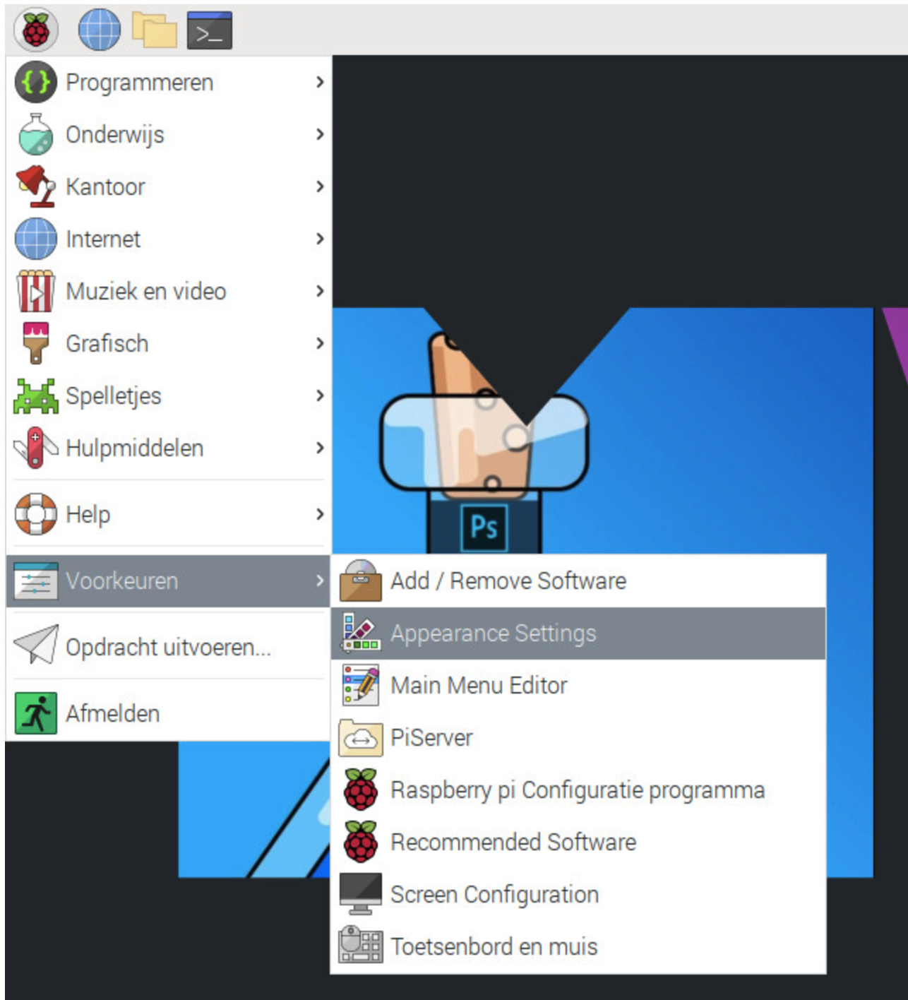 >_
Programmeren
Onderwijs
Kantoor
Internet
Muziek en video
Grafisch
Spelletjes
Hulpmiddelen
Help
Ps
Voorkeuren
Add / Remove Software
Appearance Settings
Opdracht uitvoeren...
Main Menu Editor
Afmelden
PiServer
Raspberry pi Configuratie programma
Recommended Software
Screen Configuration
Toetsenbord en muis